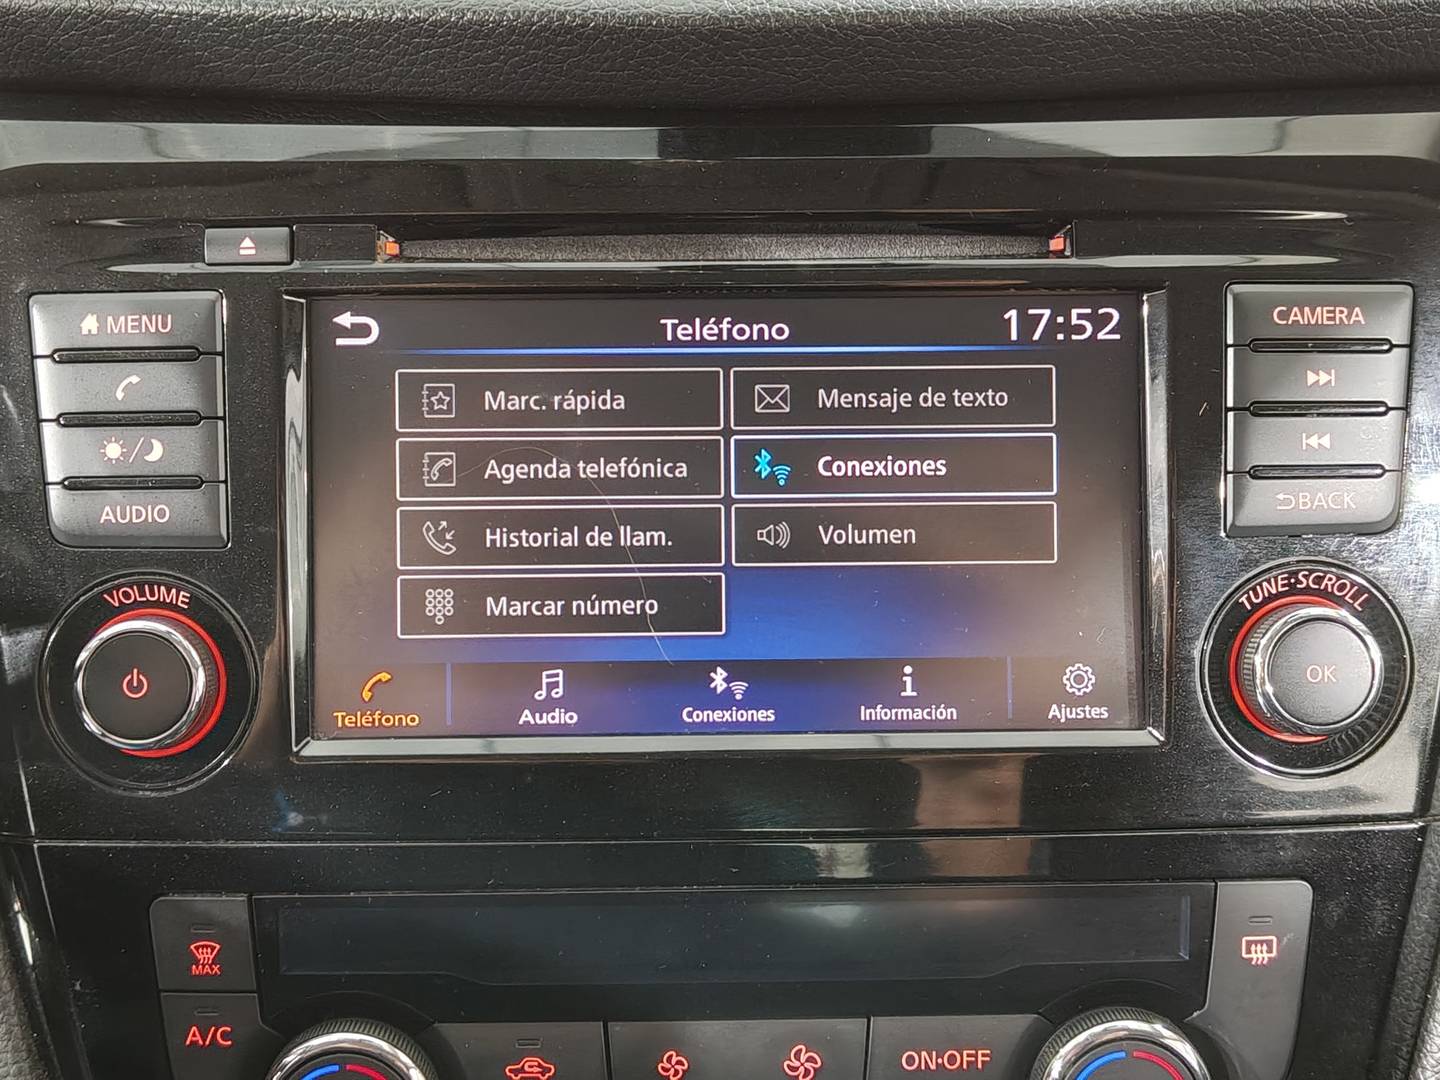 MENU
AUDIO
VOLUME
Teléfono
17:52
Marc. rápida
Mensaje de texto
Agenda telefónica
Conexiones
Historial de llam.
Volumen
Marcar número
Teléfono
Audio
Conexiones
Información
Ajustes
CAMERA
BACK
TUNE·SCROLL
OK
MAX
A/C
ON·OFF